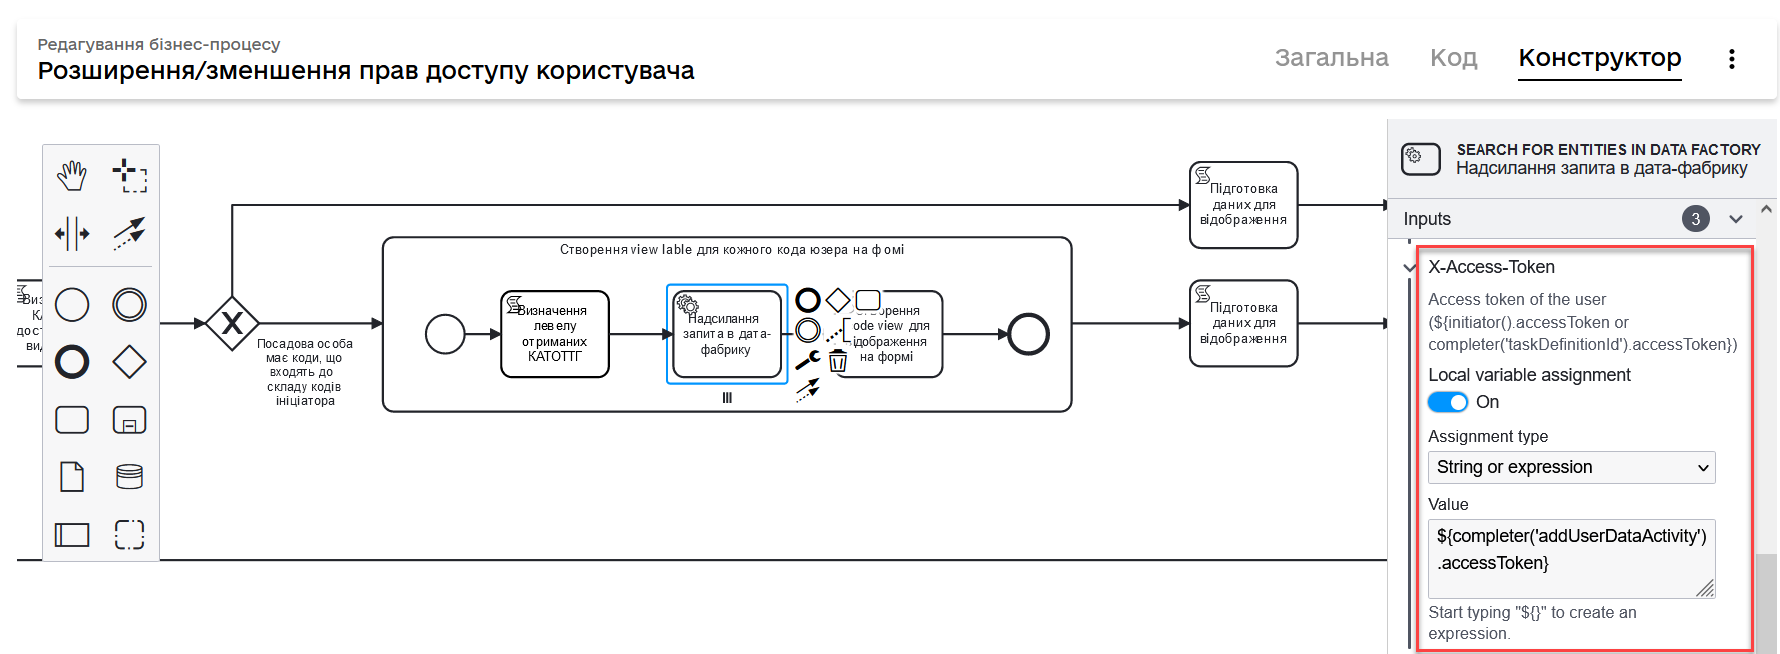 Редагування бізнес-процесу
Розширення/зменшення прав доступу користувача
Загальна
Код
Конструктор
Створення view lable для кожного кода юзера на фомі
Посадова особа
має коди, що
входять до
складу кодів
ініціатора
Визначення
левелу
отриманих
КАТОТТГ
Надсилання
запита в дата-
фабрику
ode view для
ідображення
на формі
Підготовка
даних для
відображення
Підготовка
даних для
відображення
SEARCH FOR ENTITIES IN DATA FACTORY
Надсилання запита в дата-фабрику
Inputs
3
X-Access-Token
Access token of the user
(${initiator().accessToken or
completer('taskDefinitionId').accessToken})
Local variable assignment
On
Assignment type
String or expression
Value
${completer('addUserDataActivity')
.accessToken}
Start typing "${}" to create an
expression.